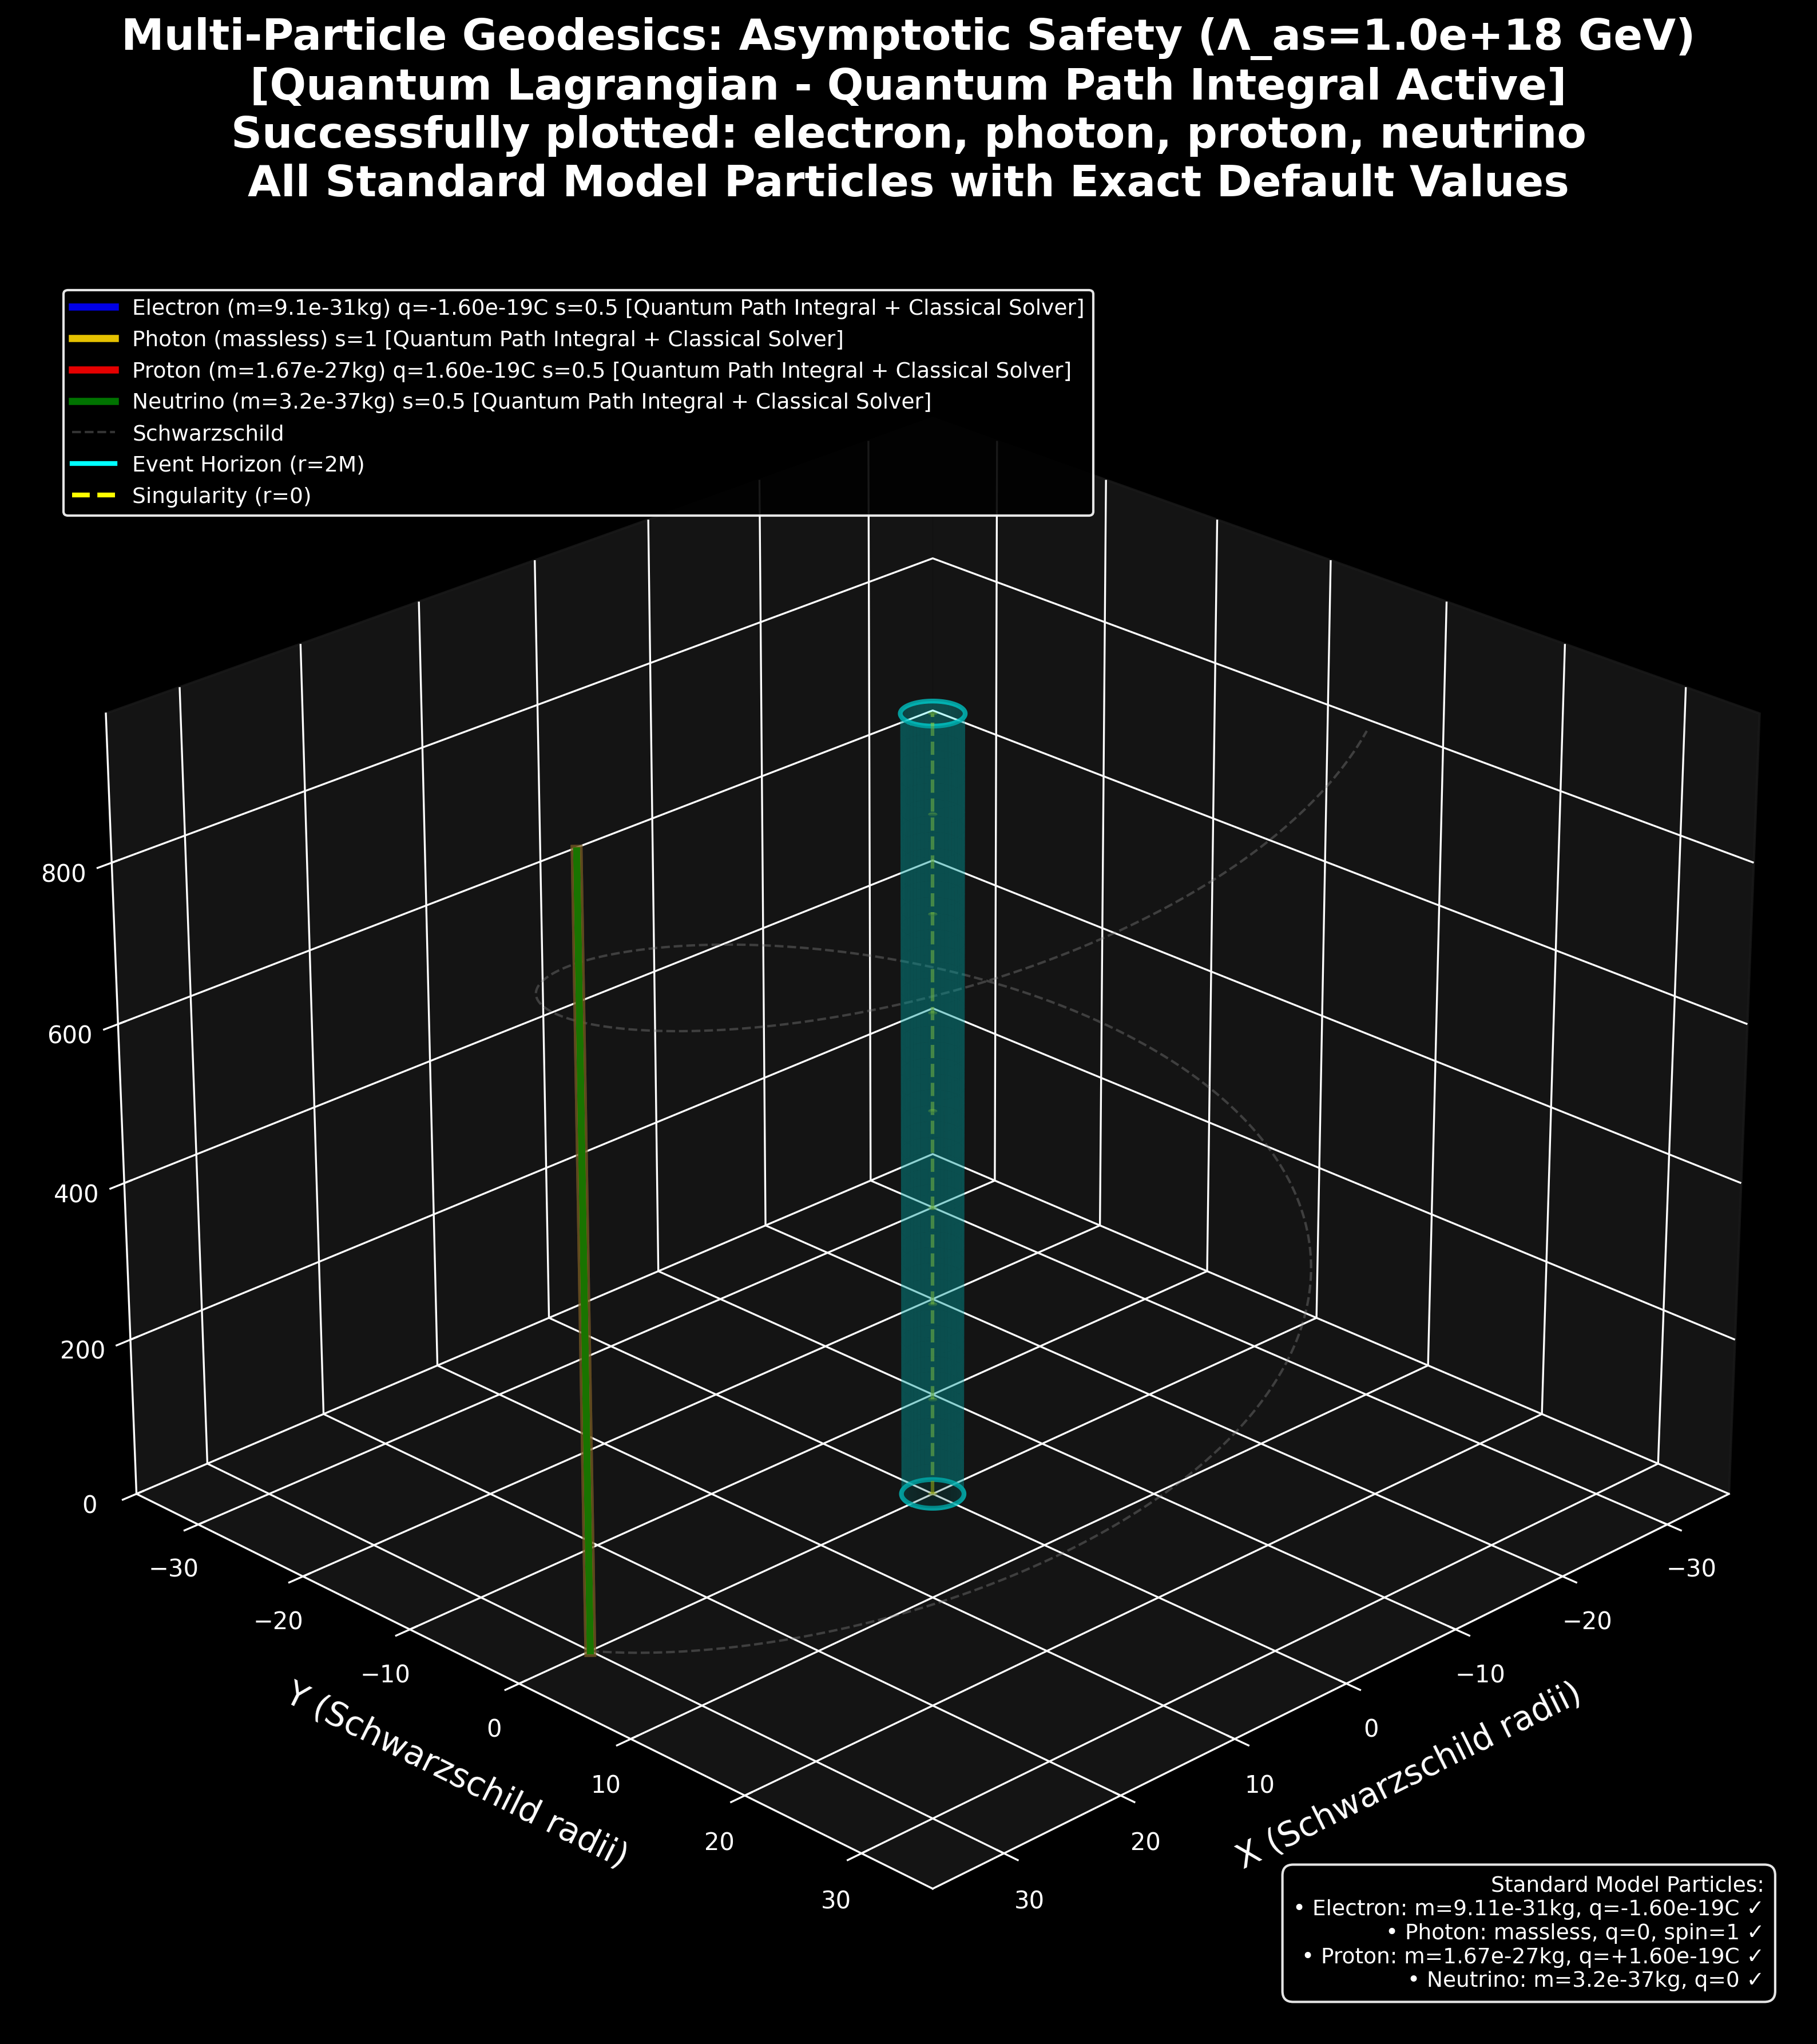 Multi-Particle Geodesics: Asymptotic Safety (Λ_as=1.0e+18 GeV)
[Quantum Lagrangian - Quantum Path Integral Active]
Successfully plotted: electron, photon, proton, neutrino
All Standard Model Particles with Exact Default Values
Electron (m=9.1e-31kg) q=-1.60e-19C s=0.5 [Quantum Path Integral + Classical Solver]
Photon (massless) s=1 [Quantum Path Integral + Classical Solver]
Proton (m=1.67e-27kg) q=1.60e-19C s=0.5 [Quantum Path Integral + Classical Solver]
Neutrino (m=3.2e-37kg) s=0.5 [Quantum Path Integral + Classical Solver]
Schwarzschild
Event Horizon (r=2M)
Singularity (r=0)
800
600
400
200
0
−30
−20
−10
0
10
20
30
Y (Schwarzschild radii)
−30
−20
−10
0
10
20
30
X (Schwarzschild radii)
Standard Model Particles:
• Electron: m=9.11e-31kg, q=-1.60e-19C ✓
• Photon: massless, q=0, spin=1 ✓
• Proton: m=1.67e-27kg, q=+1.60e-19C ✓
• Neutrino: m=3.2e-37kg, q=0 ✓